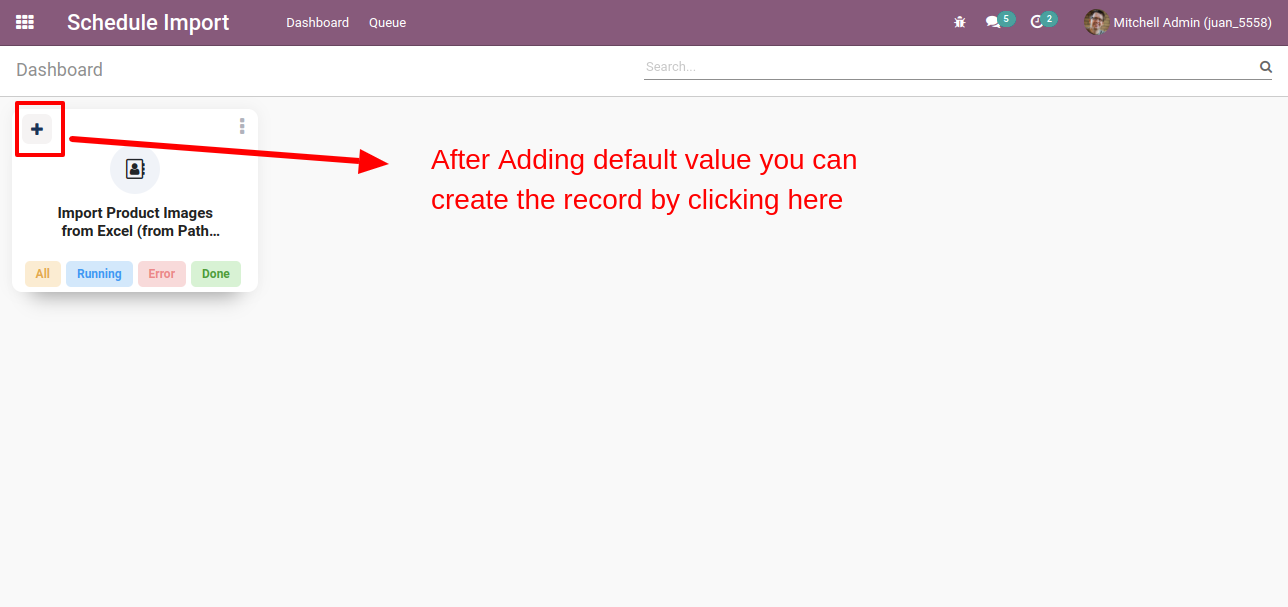 Schedule Import Dashboard Queue 5 2 Mitchell Admin (juan_5558)
Dashboard Search...
After Adding default value you can
create the record by clicking here
Import Product Images
from Excel (from Path...
All Running Error Done